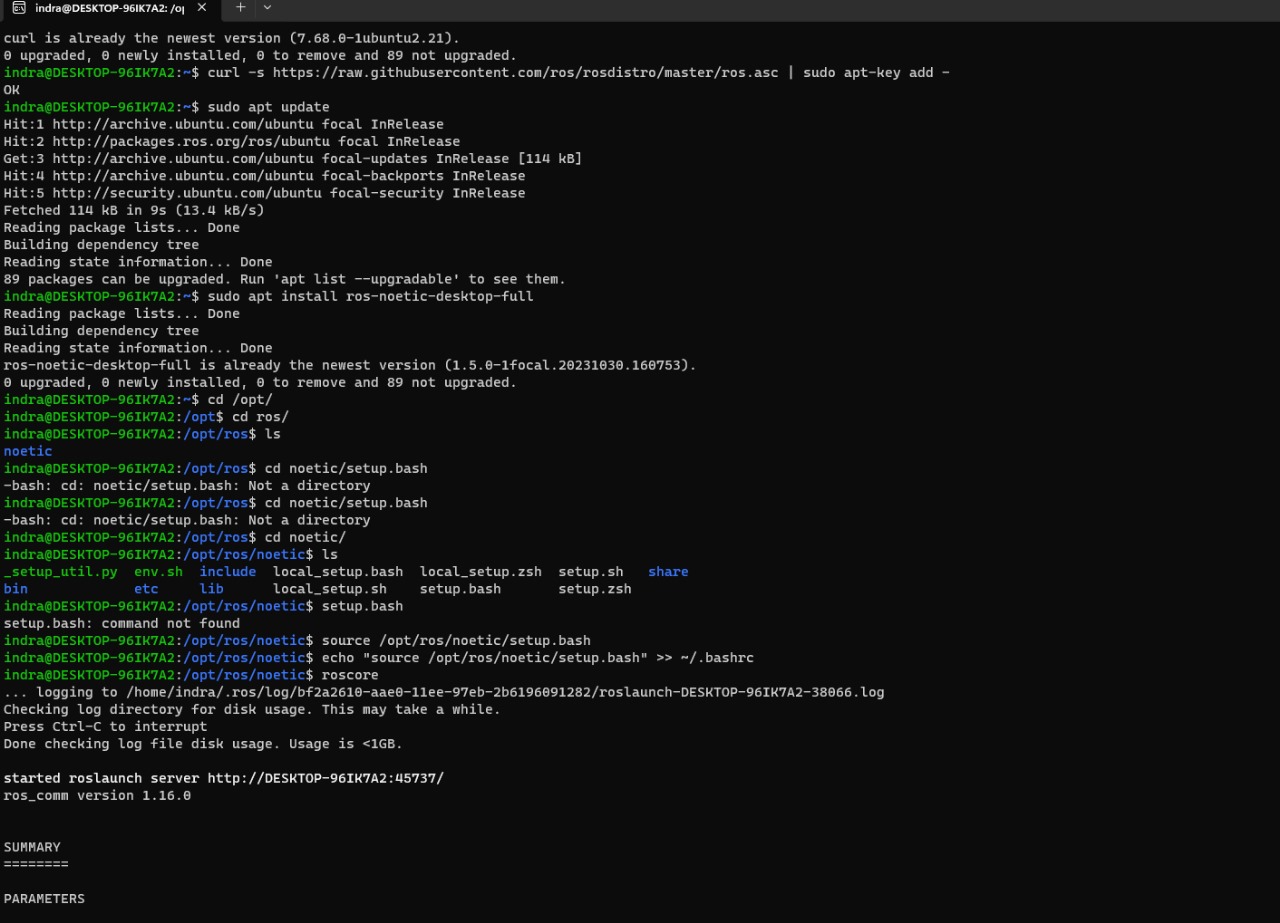 indra@DESKTOP-96IK7A2: /op
curl is already the newest version (7.68.0-1ubuntu2.21).
0 upgraded, 0 newly installed, 0 to remove and 89 not upgraded.
indra@DESKTOP-96IK7A2:~$ curl -s https://raw.githubusercontent.com/ros/rosdistro/master/ros.asc | sudo apt-key add -
OK
indra@DESKTOP-96IK7A2:~$ sudo apt update
Hit:1 http://archive.ubuntu.com/ubuntu focal InRelease
Hit:2 http://packages.ros.org/ros/ubuntu focal InRelease
Get:3 http://archive.ubuntu.com/ubuntu focal-updates InRelease [114 kB]
Hit:4 http://archive.ubuntu.com/ubuntu focal-backports InRelease
Hit:5 http://security.ubuntu.com/ubuntu focal-security InRelease
Fetched 114 kB in 9s (13.4 kB/s)
Reading package lists... Done
Building dependency tree
Reading state information... Done
89 packages can be upgraded. Run 'apt list --upgradable' to see them.
indra@DESKTOP-96IK7A2:~$ sudo apt install ros-noetic-desktop-full
Reading package lists... Done
Building dependency tree
Reading state information... Done
ros-noetic-desktop-full is already the newest version (1.5.0-1focal.20231030.160753).
0 upgraded, 0 newly installed, 0 to remove and 89 not upgraded.
indra@DESKTOP-96IK7A2:~$ cd /opt/
indra@DESKTOP-96IK7A2:/opt$ cd ros/
indra@DESKTOP-96IK7A2:/opt/ros$ ls
noetic
indra@DESKTOP-96IK7A2:/opt/ros$ cd noetic/setup.bash
-bash: cd: noetic/setup.bash: Not a directory
indra@DESKTOP-96IK7A2:/opt/ros$ cd noetic/setup.bash
-bash: cd: noetic/setup.bash: Not a directory
indra@DESKTOP-96IK7A2:/opt/ros$ cd noetic/
indra@DESKTOP-96IK7A2:/opt/ros/noetic$ ls
_setup_util.py  env.sh  include  local_setup.bash  local_setup.zsh  setup.sh   share
bin             etc     lib      local_setup.sh    setup.bash       setup.zsh
indra@DESKTOP-96IK7A2:/opt/ros/noetic$ setup.bash
setup.bash: command not found
indra@DESKTOP-96IK7A2:/opt/ros/noetic$ source /opt/ros/noetic/setup.bash
indra@DESKTOP-96IK7A2:/opt/ros/noetic$ echo "source /opt/ros/noetic/setup.bash" >> ~/.bashrc
indra@DESKTOP-96IK7A2:/opt/ros/noetic$ roscore
... logging to /home/indra/.ros/log/bf2a2610-aae0-11ee-97eb-2b6196091282/roslaunch-DESKTOP-96IK7A2-38066.log
Checking log directory for disk usage. This may take a while.
Press Ctrl-C to interrupt
Done checking log file disk usage. Usage is <1GB.
started roslaunch server http://DESKTOP-96IK7A2:45737/
ros_comm version 1.16.0
SUMMARY
========
PARAMETERS